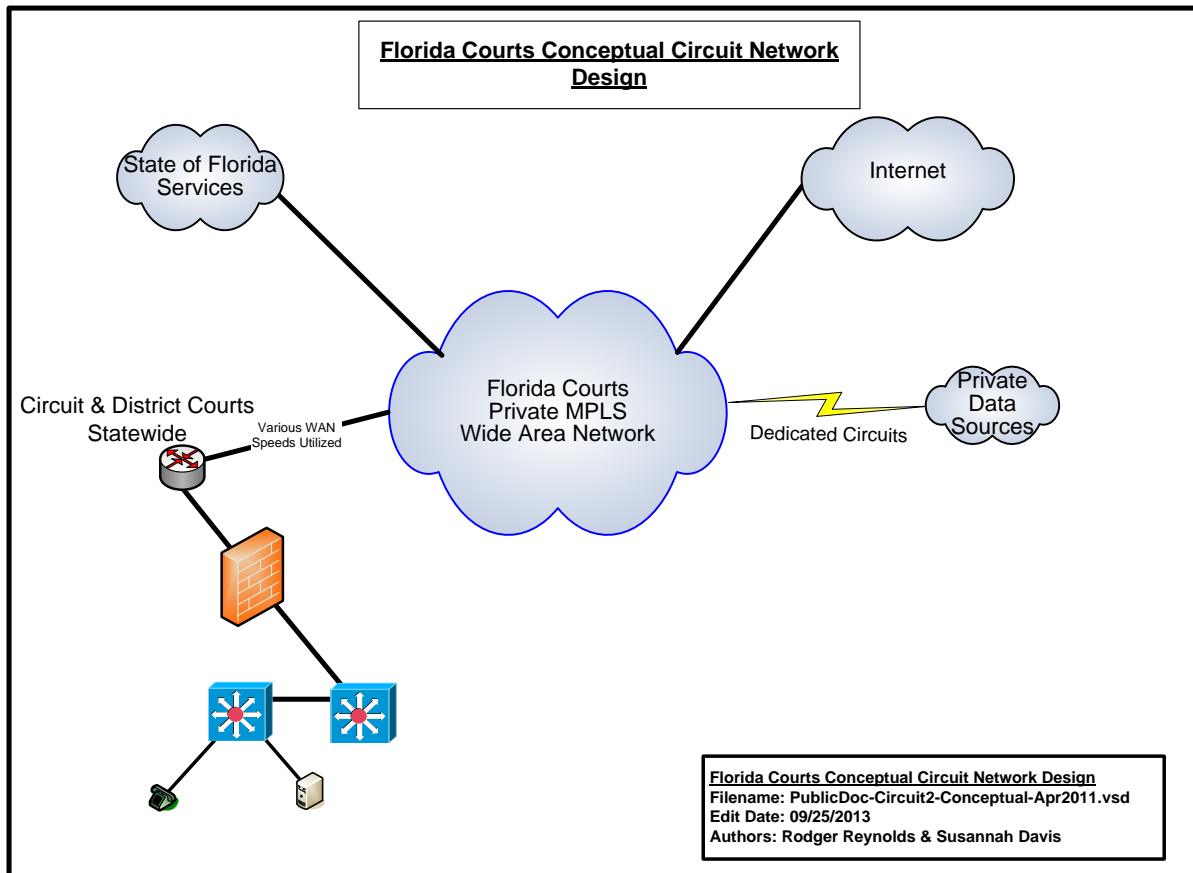 Florida Courts Conceptual Circuit Network
Design
State of Florida
Services
Internet
Florida Courts
Private MPLS
Wide Area Network
Private
Data
Sources
Dedicated Circuits
Circuit & District Courts
Statewide
Various WAN
Speeds Utilized
Florida Courts Conceptual Circuit Network Design
Filename: PublicDoc-Circuit2-Conceptual-Apr2011.vsd
Edit Date: 09/25/2013
Authors: Rodger Reynolds & Susannah Davis